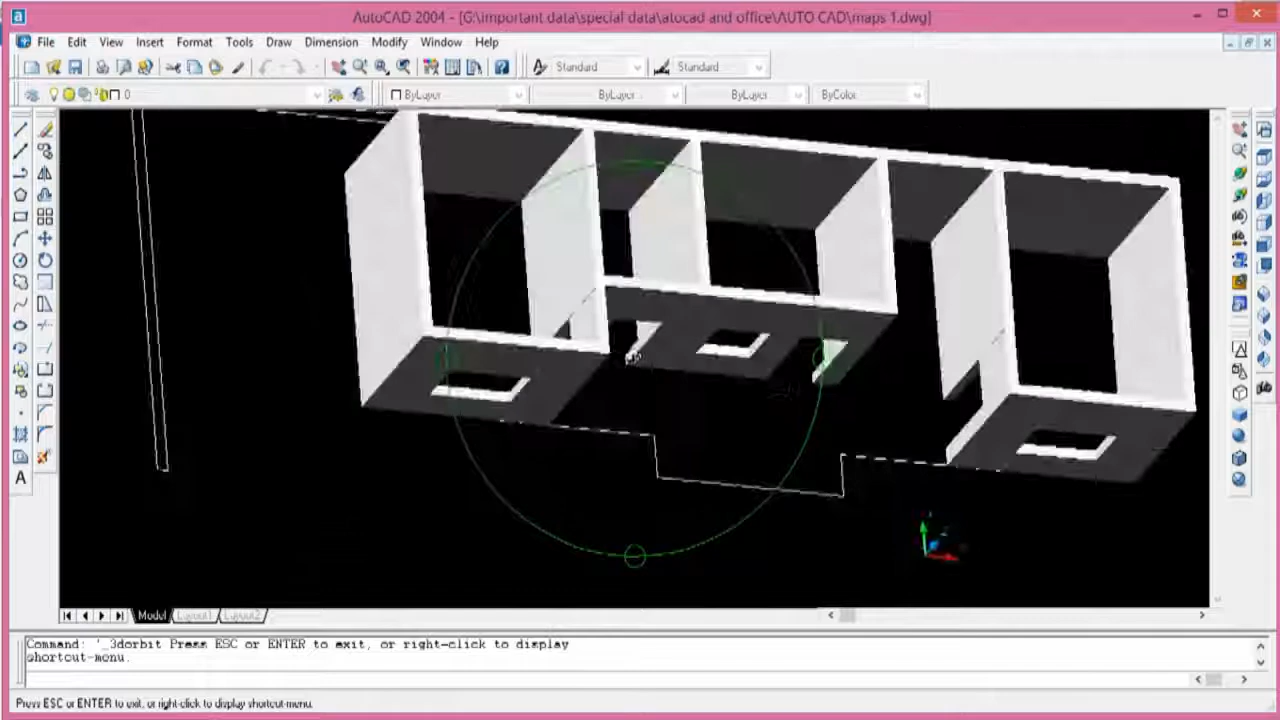 AutoCAD 2004 - [G:\important data\special data\atocad and office\AUTO CAD\maps 1.dwg]
File Edit View Insert Format Tools Draw Dimension Modify Window Help
Standard Standard
0 ByLayer ByLayer ByLayer ByColor
Model Layout1 Layout2
Command: '_3dorbit Press ESC or ENTER to exit, or right-click to display
shortcut-menu.
Press ESC or ENTER to exit, or right-click to display shortcut-menu.